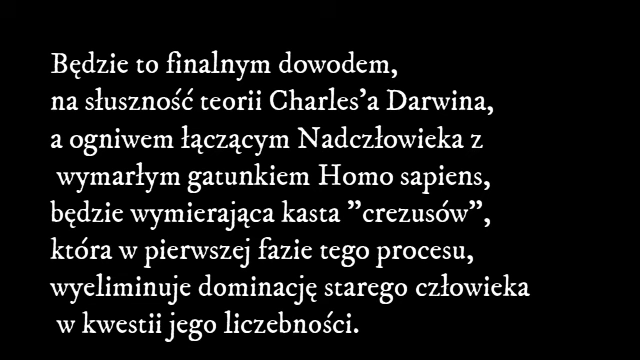 Będzie to finalnym dowodem,
na słuszność teorii Charles’a Darwina,
a ogniwem łączącym Nadczłowieka z
wymarłym gatunkiem Homo sapiens,
będzie wymierająca kasta ”crezusów”,
która w pierwszej fazie tego procesu,
wyeliminuje dominację starego człowieka
w kwestii jego liczebności.